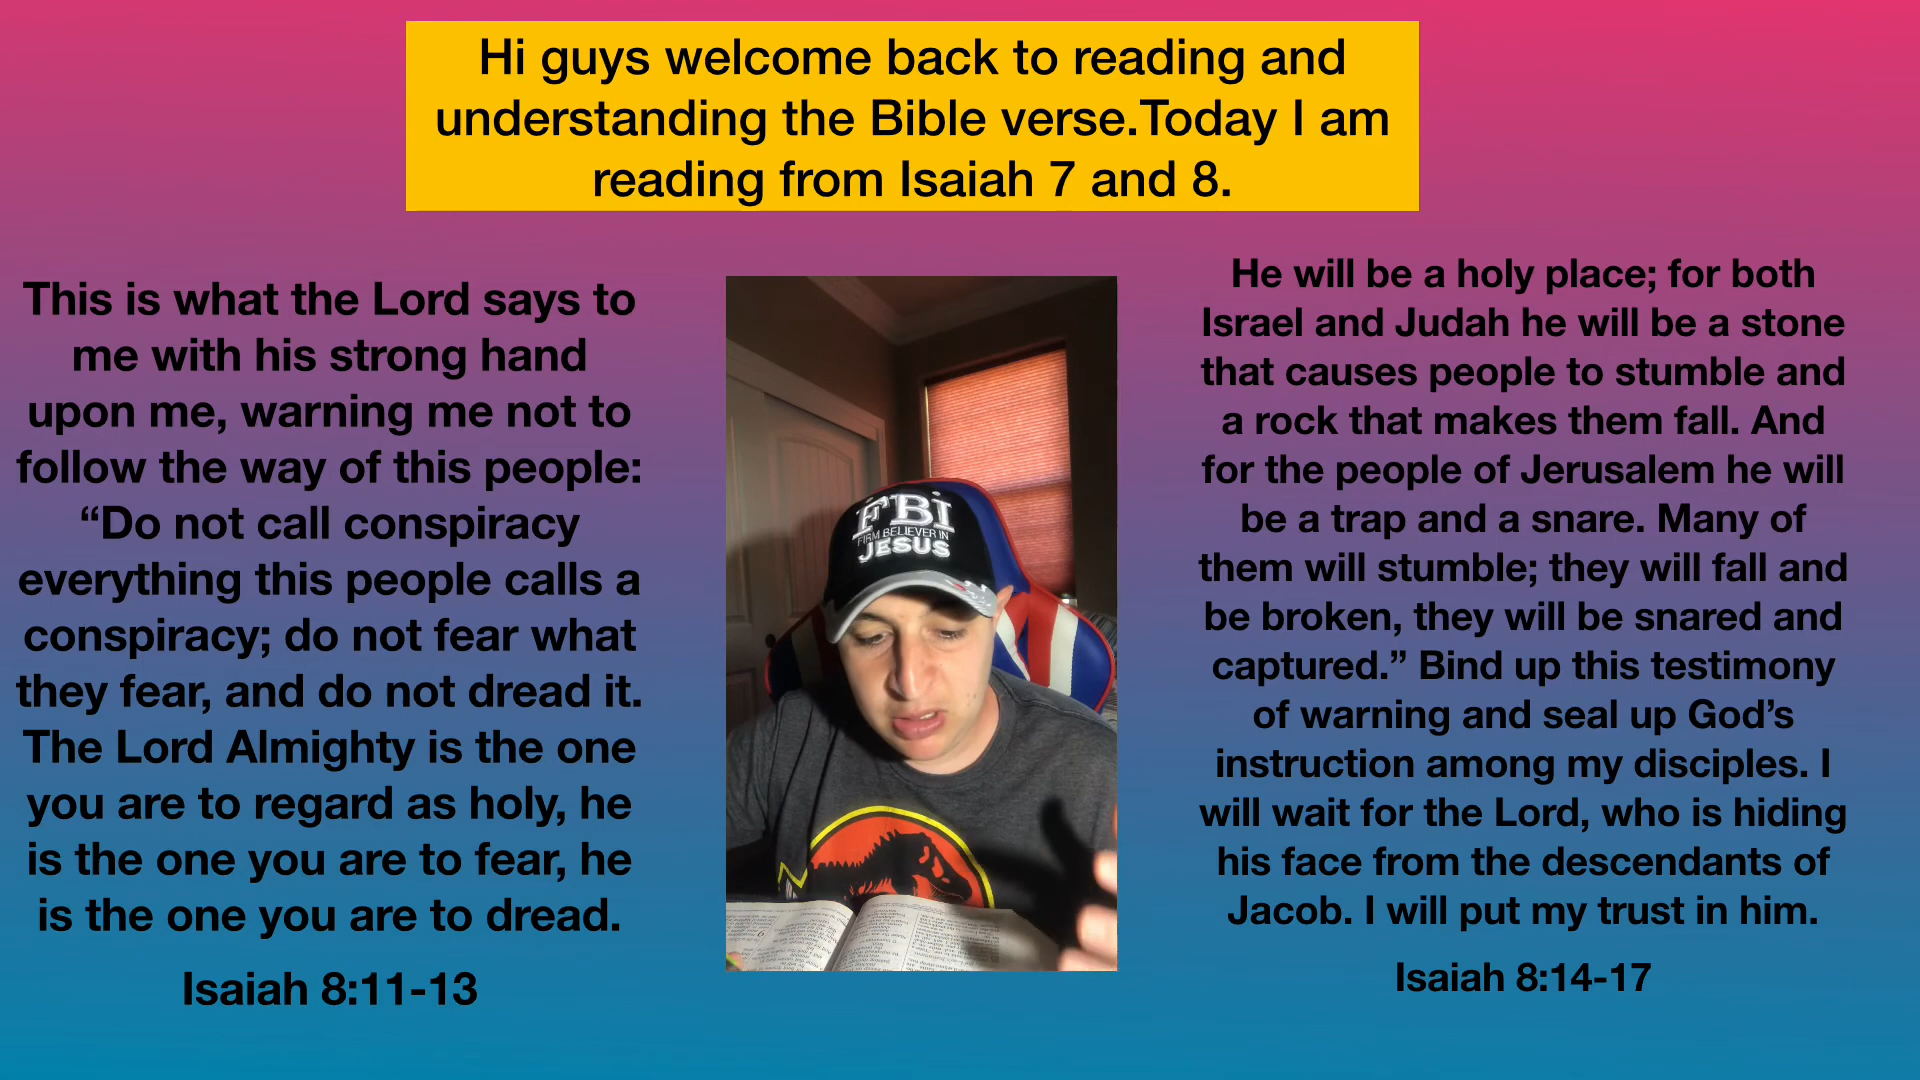 Hi guys welcome back to reading and
understanding the Bible verse.Today I am
reading from Isaiah 7 and 8.
This is what the Lord says to
me with his strong hand
upon me, warning me not to
follow the way of this people:
“Do not call conspiracy
everything this people calls a
conspiracy; do not fear what
they fear, and do not dread it.
The Lord Almighty is the one
you are to regard as holy, he
is the one you are to fear, he
is the one you are to dread.
Isaiah 8:11-13
FBI
FIRM BELIEVER IN
JESUS
He will be a holy place; for both
Israel and Judah he will be a stone
that causes people to stumble and
a rock that makes them fall. And
for the people of Jerusalem he will
be a trap and a snare. Many of
them will stumble; they will fall and
be broken, they will be snared and
captured.” Bind up this testimony
of warning and seal up God’s
instruction among my disciples. I
will wait for the Lord, who is hiding
his face from the descendants of
Jacob. I will put my trust in him.
Isaiah 8:14-17